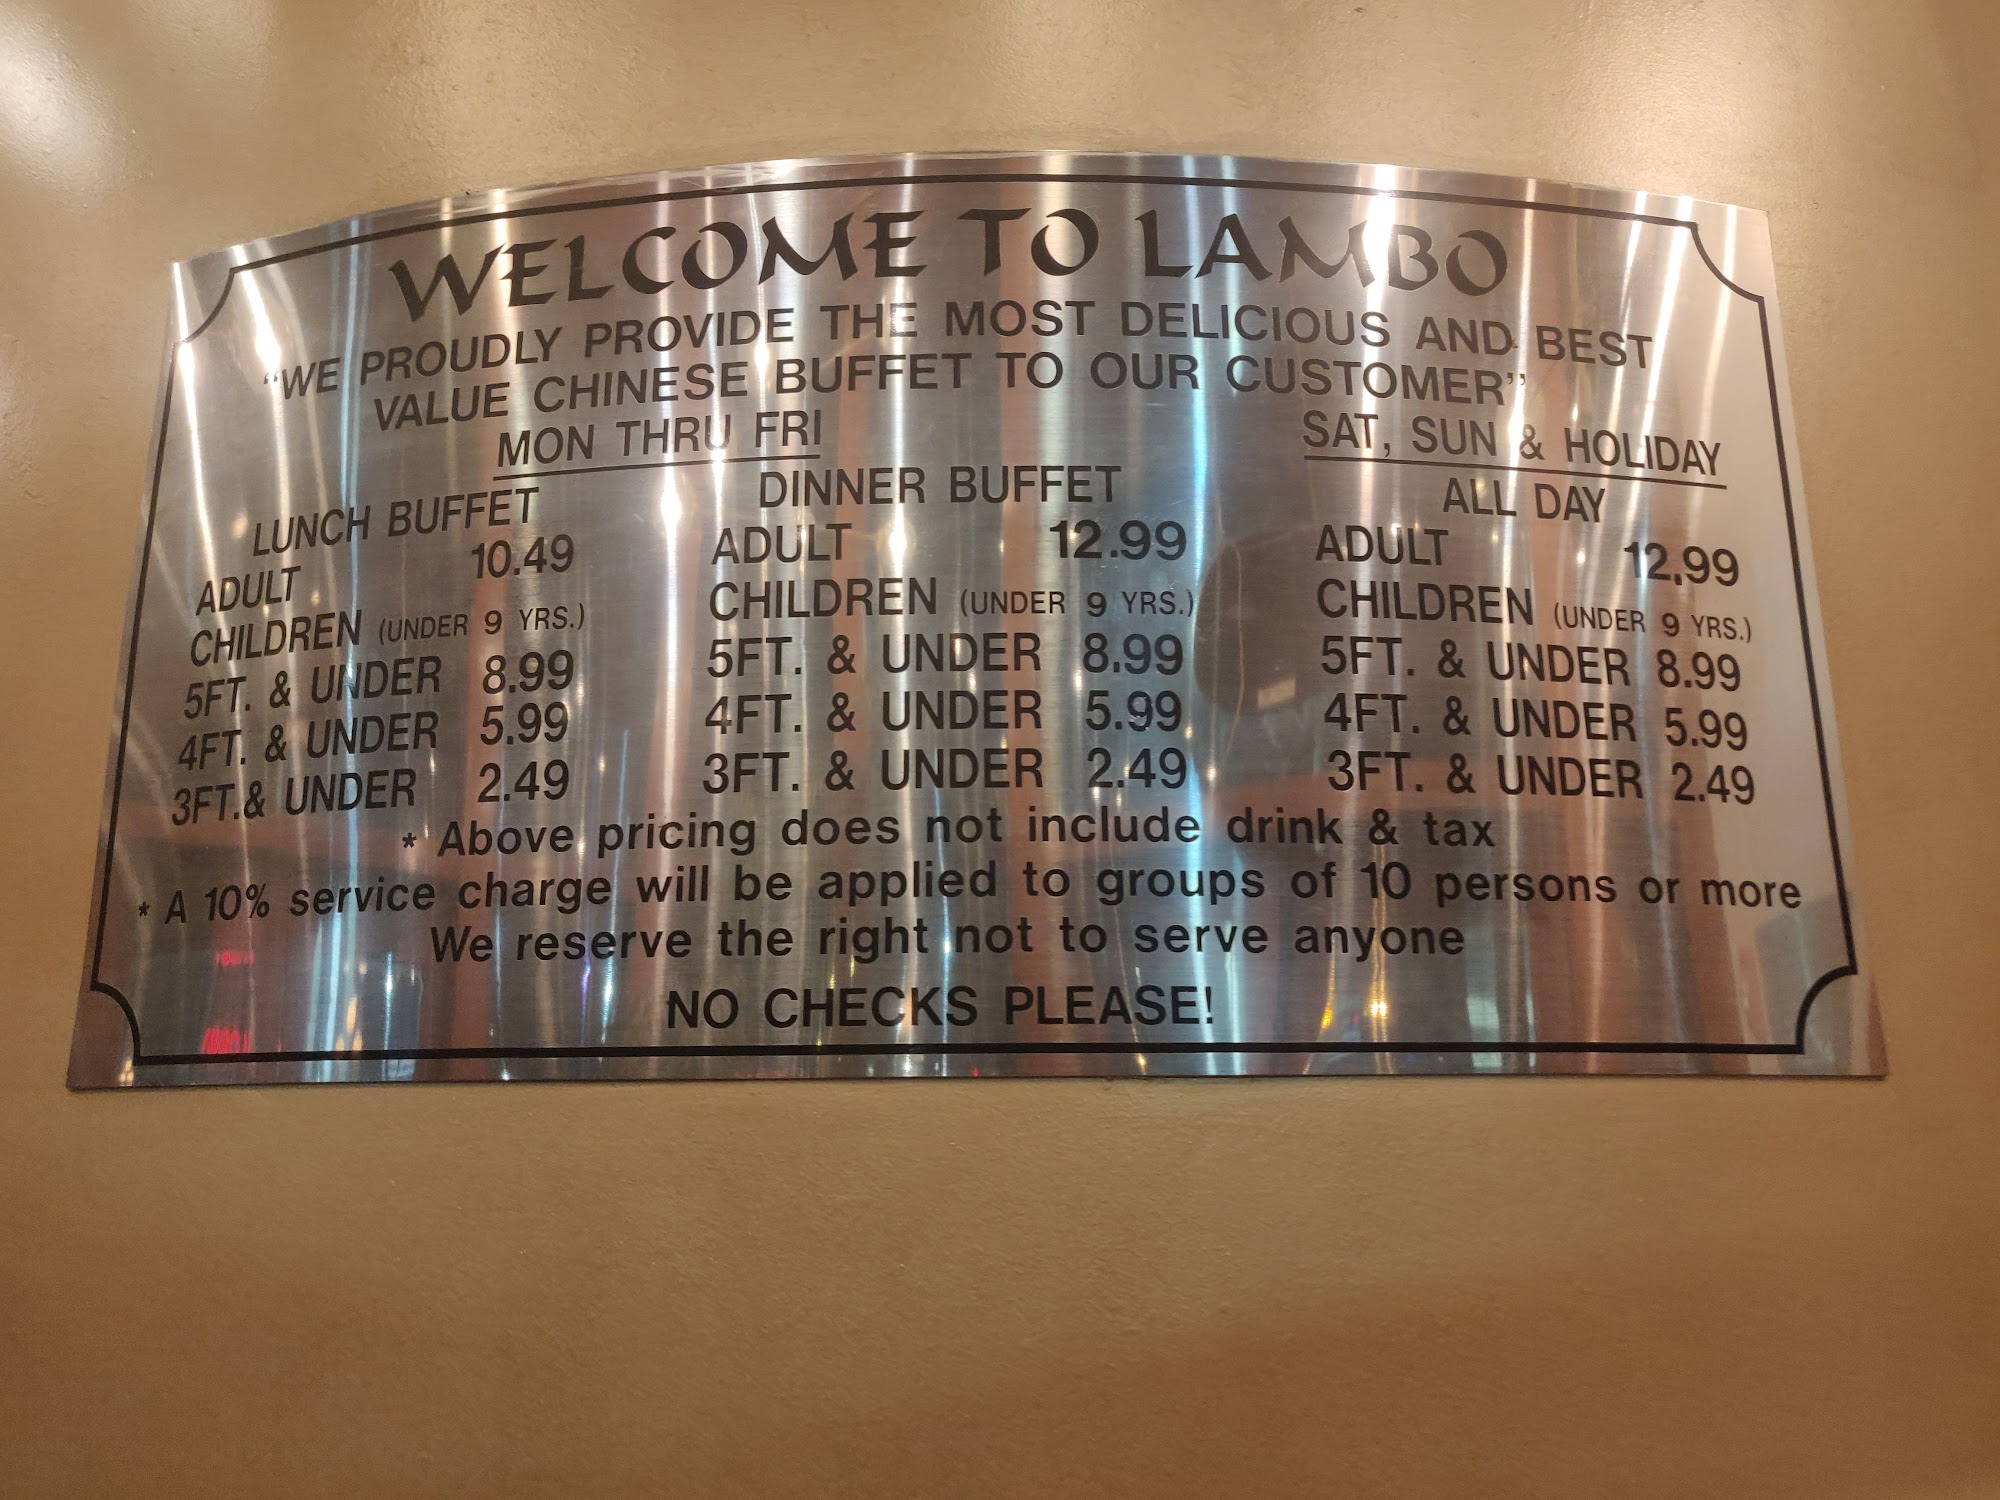 WELCOME TO LAMBO
"WE PROUDLY PROVIDE THE MOST DELICIOUS AND BEST
VALUE CHINESE BUFFET TO OUR CUSTOMER"
MON THRU FRI
LUNCH BUFFET
ADULT 10.49
CHILDREN (UNDER 9 YRS.)
5FT. & UNDER 8.99
4FT. & UNDER 5.99
3FT.& UNDER 2.49
DINNER BUFFET
ADULT 12.99
CHILDREN (UNDER 9 YRS.)
5FT. & UNDER 8.99
4FT. & UNDER 5.99
3FT. & UNDER 2.49
SAT, SUN & HOLIDAY
ALL DAY
ADULT 12.99
CHILDREN (UNDER 9 YRS.)
5FT. & UNDER 8.99
4FT. & UNDER 5.99
3FT. & UNDER 2.49
* Above pricing does not include drink & tax
* A 10% service charge will be applied to groups of 10 persons or more
We reserve the right not to serve anyone
NO CHECKS PLEASE!